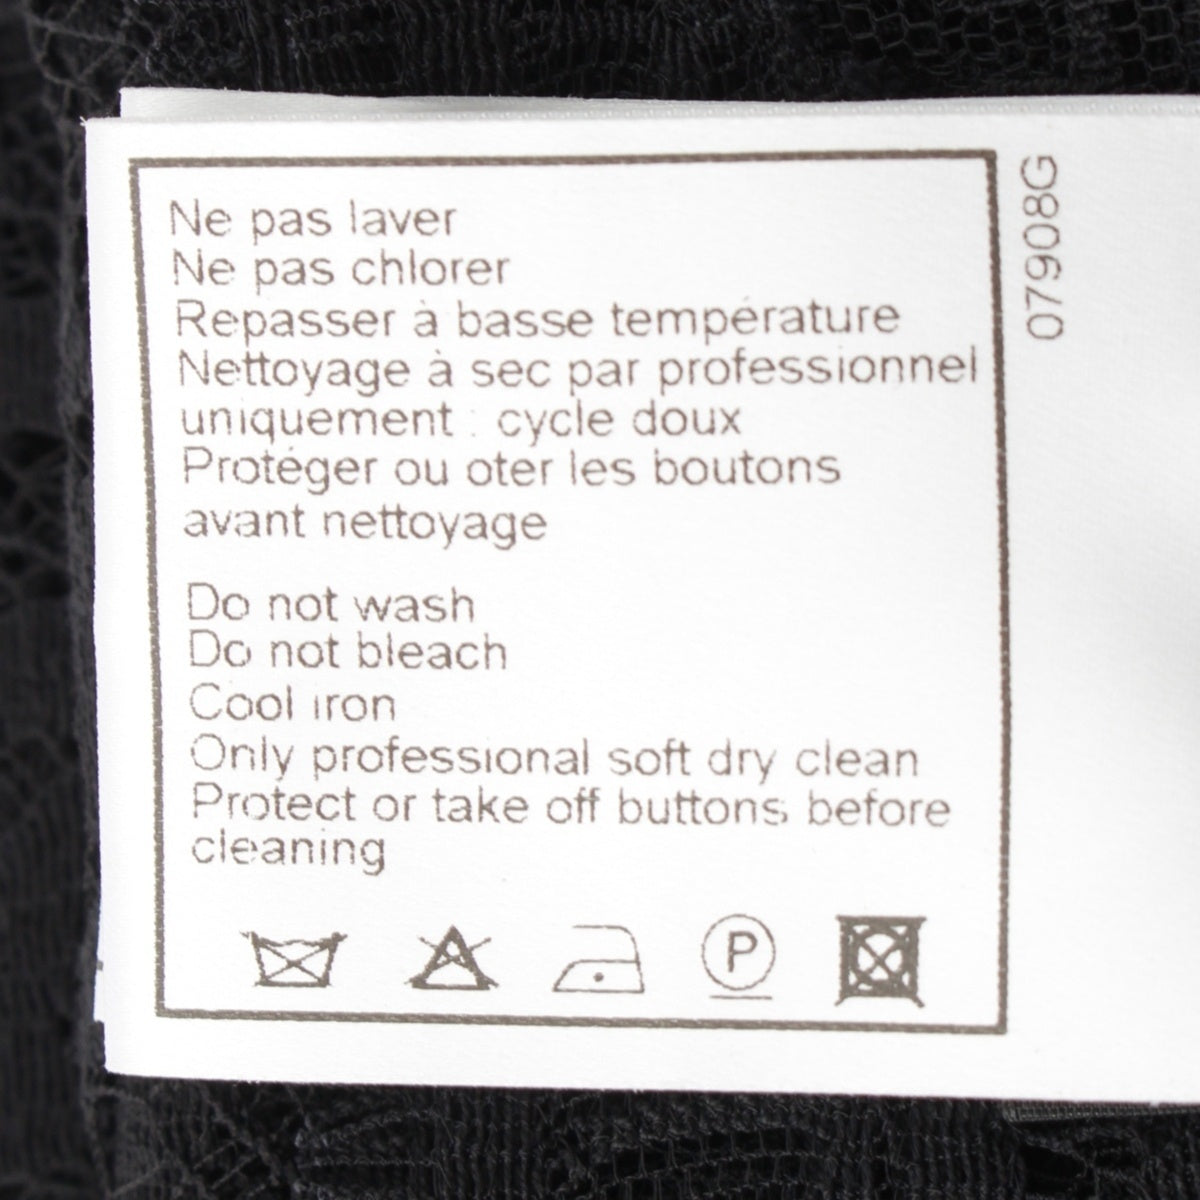 Ne pas laver
Ne pas chlorer
Repasser à basse température
Nettoyage à sec par professionnel
uniquement : cycle doux
Protéger ou oter les boutons
avant nettoyage
Do not wash
Do not bleach
Cool iron
Only professional soft dry clean
Protect or take off buttons before
cleaning
P
07908G